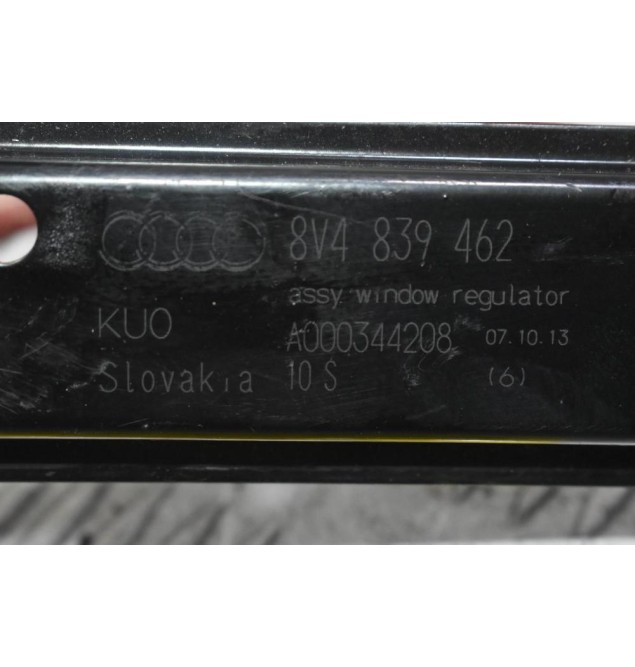 8V4 839 462
assy window regulator
KUO A000344208 07.10.13
Slovakia 10 S (6)